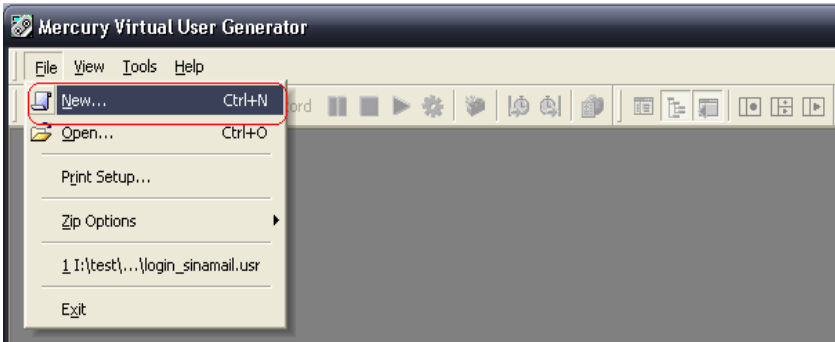 Mercury Virtual User Generator
File View Tools Help
New... Ctrl+N
ord
Open... Ctrl+O
Print Setup...
Zip Options
1 I:\test\...\login_sinamail.usr
Exit